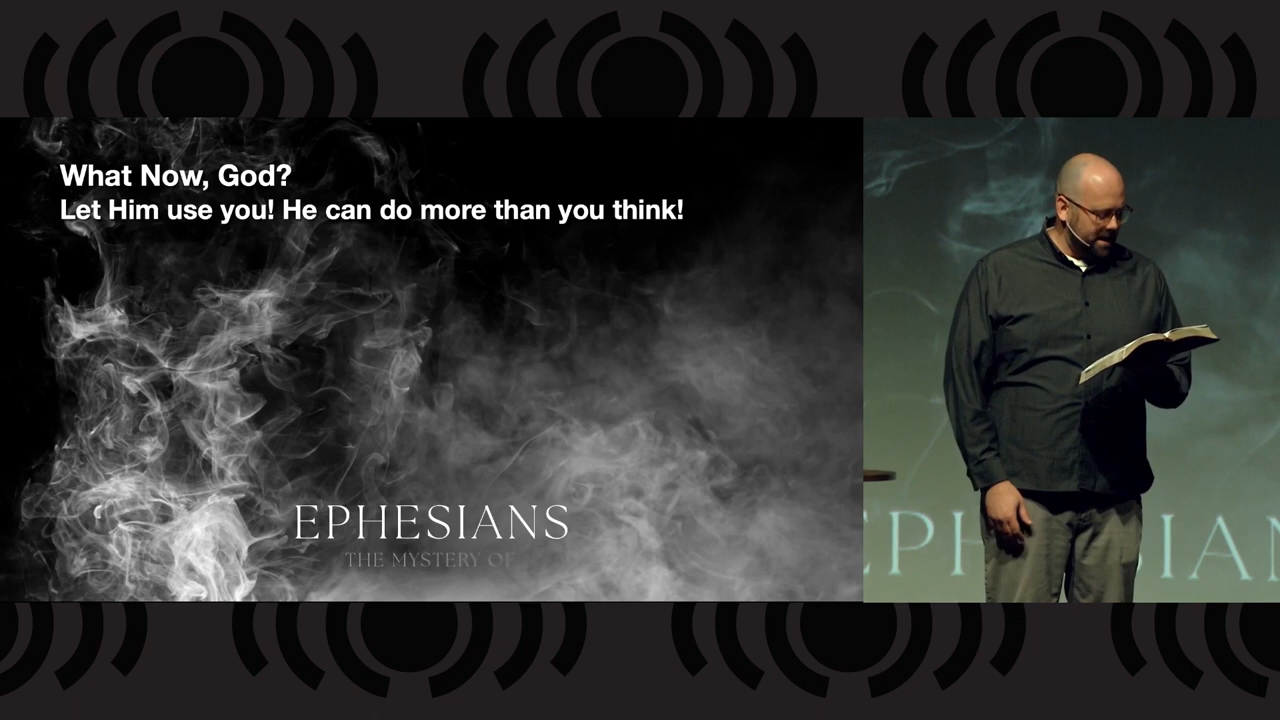 What Now, God?
Let Him use you! He can do more than you think!
EPHESIANS
THE MYSTERY OF
EPHESIAN